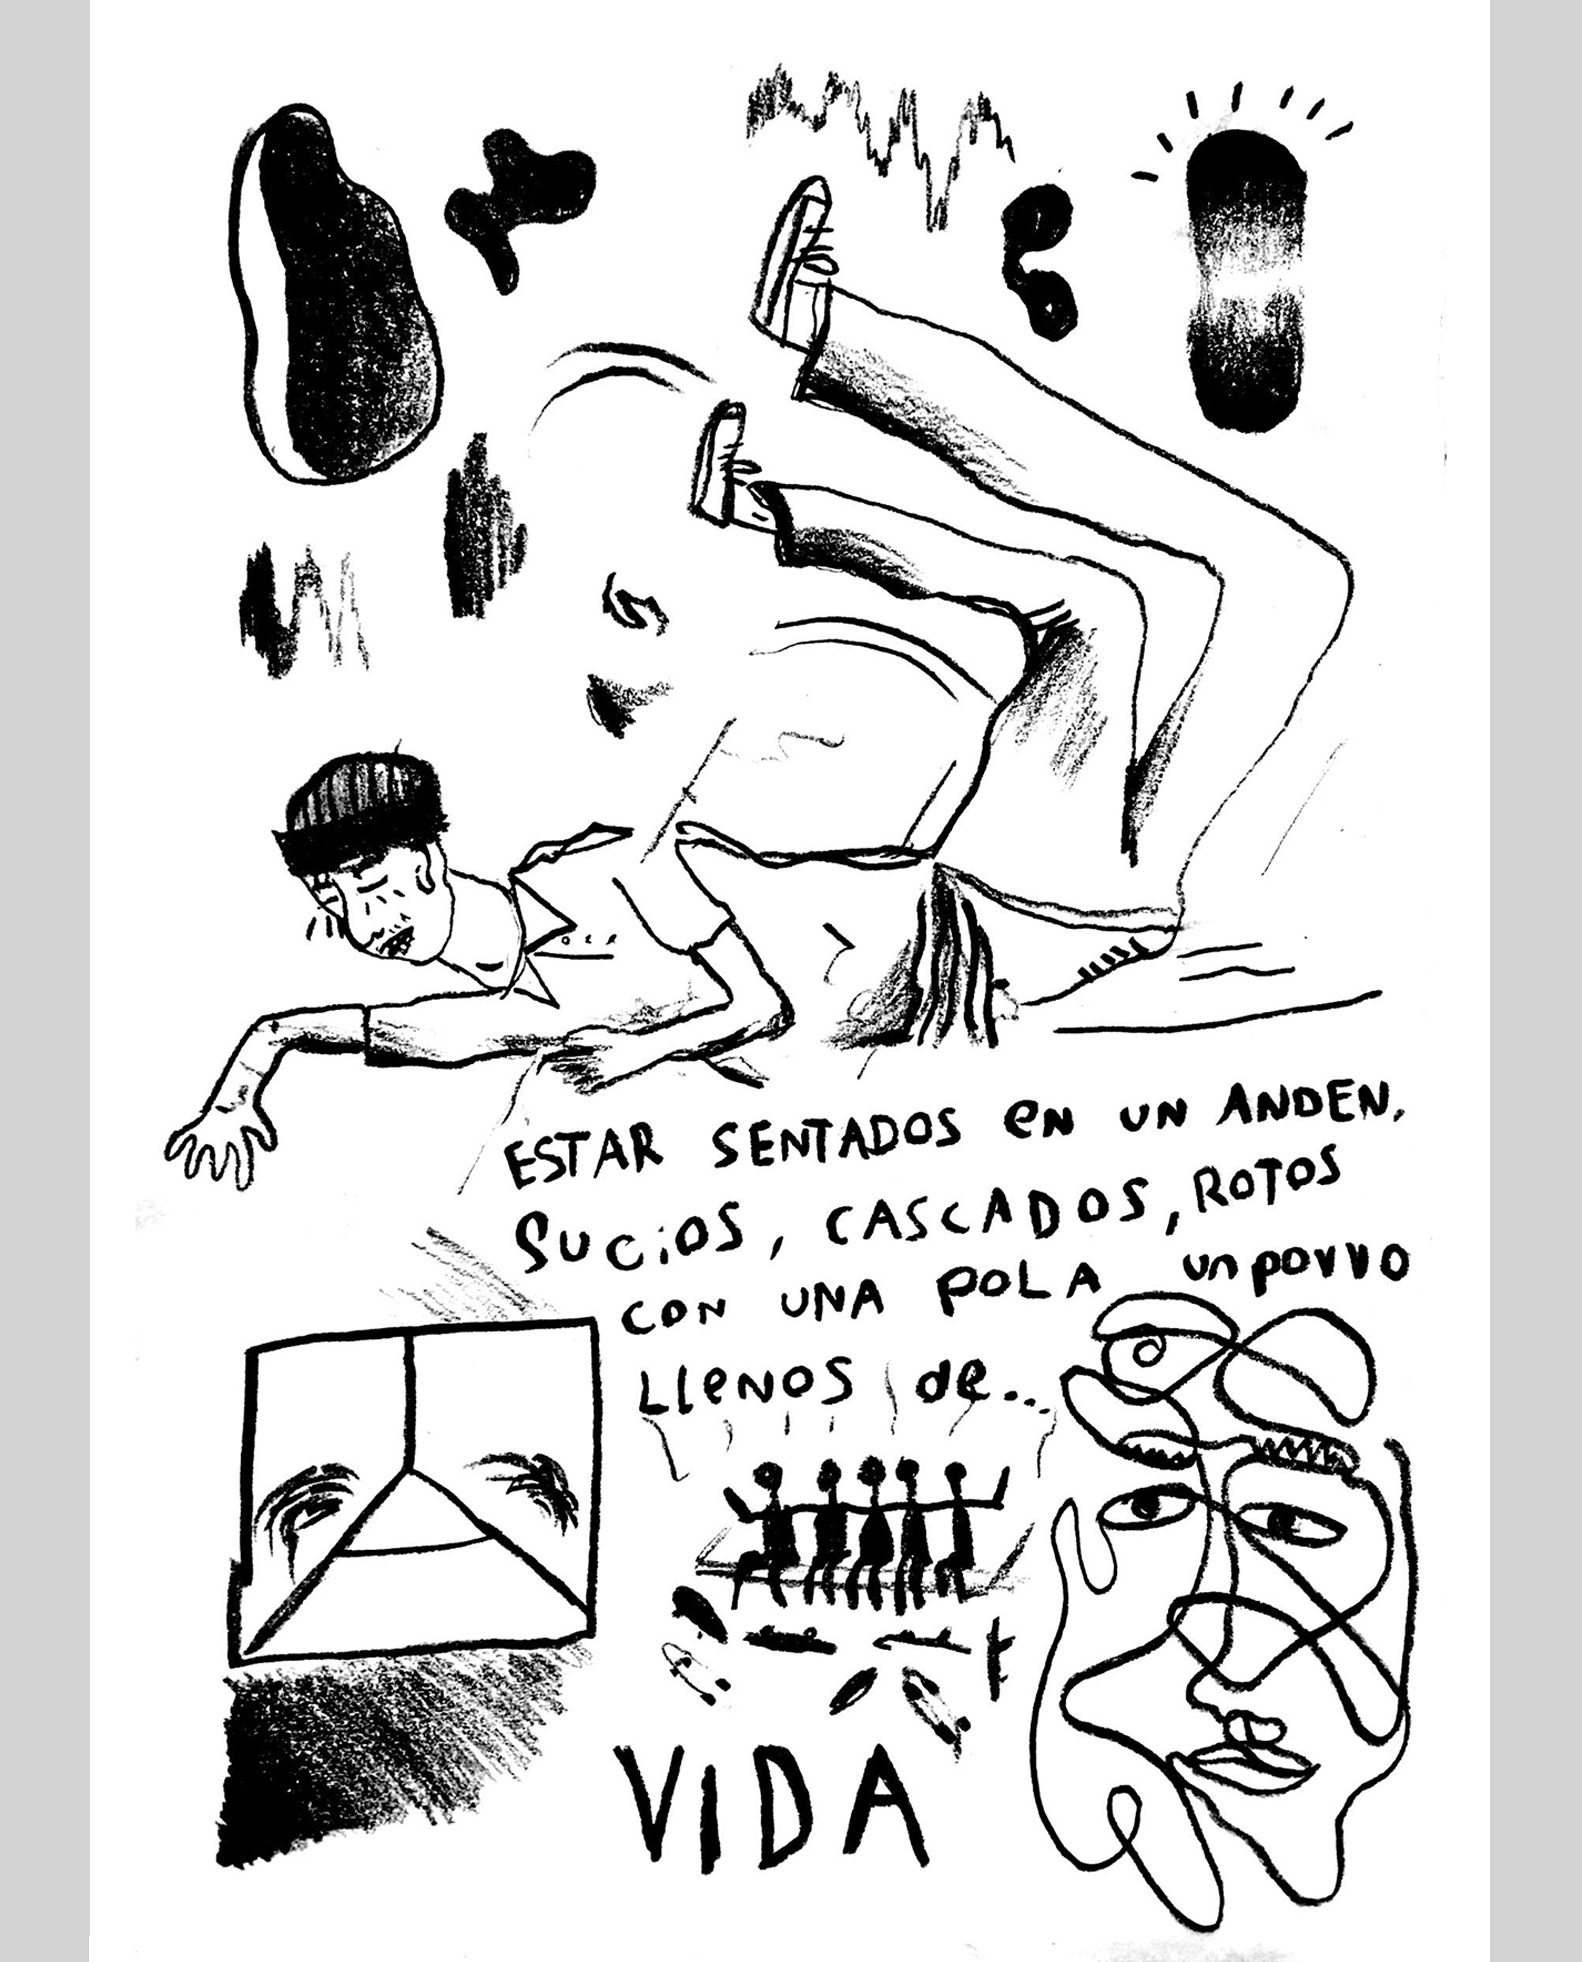 ESTAR SENTADOS eN UN ANDEN,
SUCiOS, CASCADOS, ROTOS
CON UNA POLA un porro
LLeNOS de...
ViDA